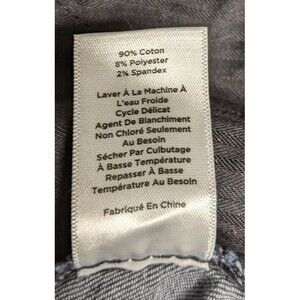 90% Coton
8% Polyester
2% Spandex
Laver À La Machine À
L'eau Froide
Cycle Délicat
Agent De Blanchiment
Non Chloré Seulement
Au Besoin
Sécher Par Culbutage
À Basse Température
Repasser À Basse
Température Au Besoin
Fabriqué En Chine